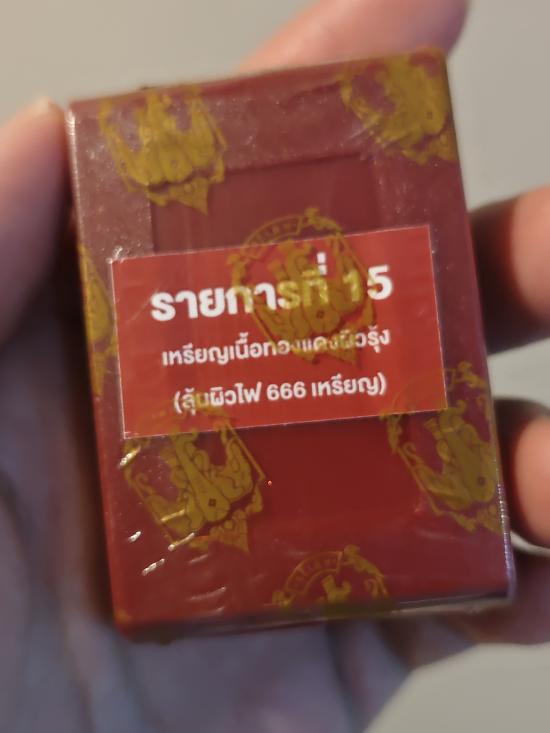 รายการที่ 15
เหรียญเนื้อทองแดงผิวรุ้ง
(ลุ้นผิวไฟ 666 เหรียญ)